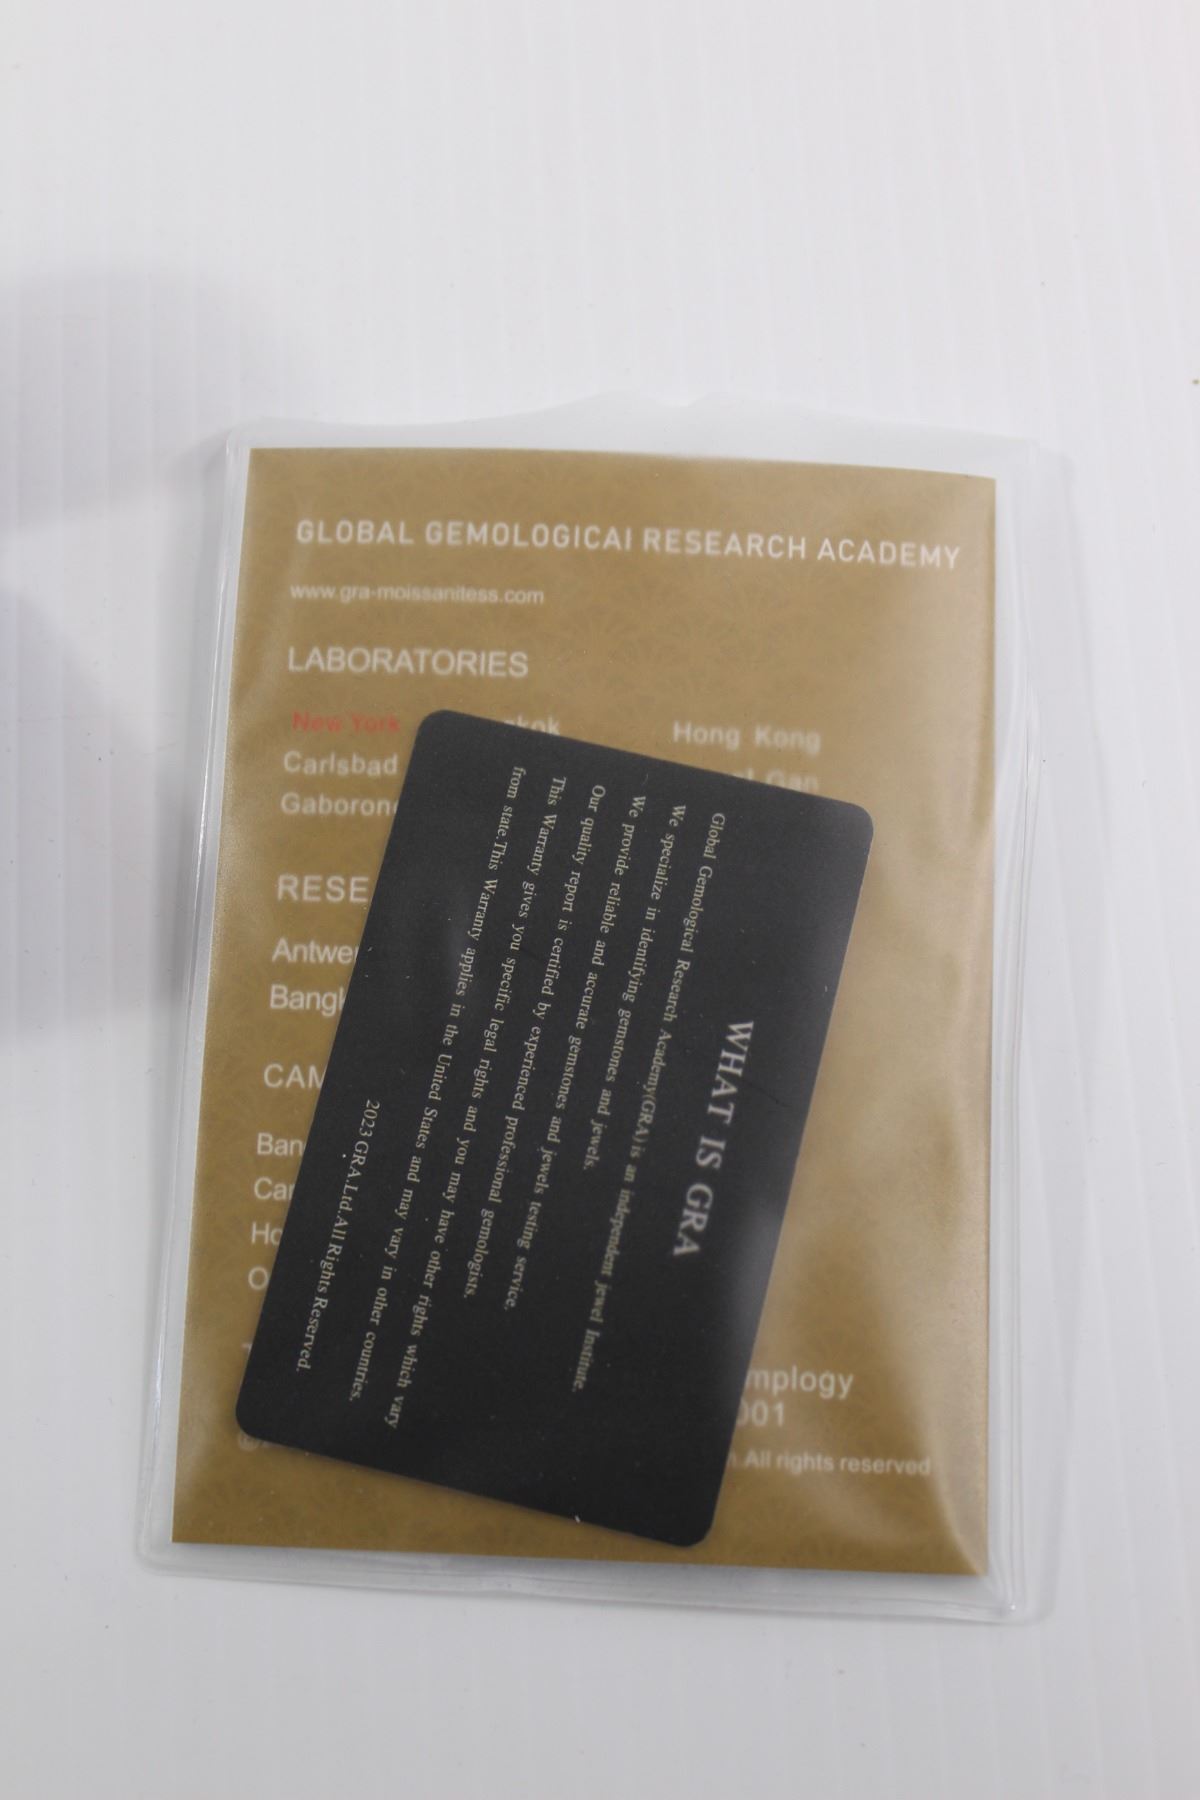 GLOBAL GEMOLOGICAl RESEARCH ACADEMY
www.gra-moissanitess.com
LABORATORIES
New York
kok
Hong Kong
Carlsbad
Gan
Gaboron
RESE
Antwe
Bang
CAM
Ban
Car
Ho
O
mplogy
001
All rights reserved
WHAT IS GRA
Global Gemological Research Academy(GRA) is an independent jewel Institute.
We specialize in identifying gemstones and jewels.
We provide reliable and accurate gemstones and jewels testing service.
Our quality report is certified by experienced professional gemologists.
This Warranty gives you specific legal rights and you may have other rights which vary
from state.This Warranty applies in the United States and may vary in other countries.
2023 GRA.Ltd.All Rights Reserved.